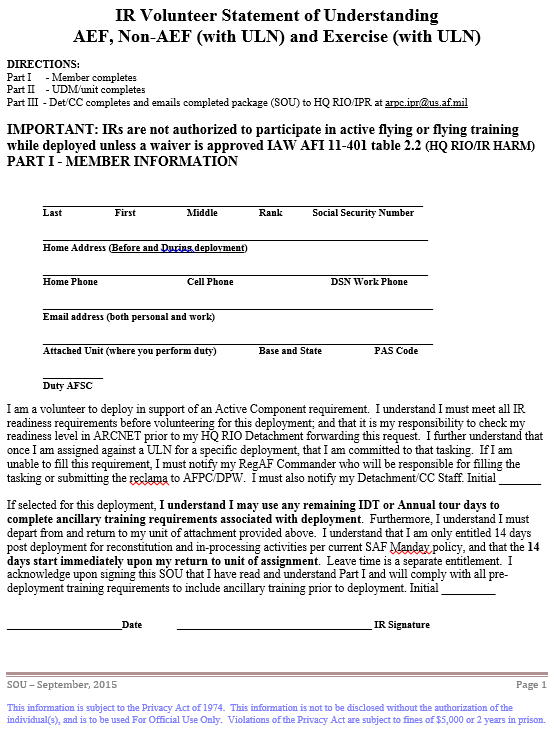 IR Volunteer Statement of Understanding
AEF, Non-AEF (with ULN) and Exercise (with ULN)
DIRECTIONS:
Part I - Member completes
Part II - UDM/unit completes
Part III - Det/CC completes and emails completed package (SOU) to HQ RIO/IPR at arpc.ipr@us.af.mil
IMPORTANT: IRs are not authorized to participate in active flying or flying training
while deployed unless a waiver is approved IAW AFI 11-401 table 2.2 (HQ RIO/IR HARM)
PART I - MEMBER INFORMATION
Last First Middle Rank Social Security Number
Home Address (Before and During deployment)
Home Phone Cell Phone DSN Work Phone
Email address (both personal and work)
Attached Unit (where you perform duty) Base and State PAS Code
Duty AFSC
I am a volunteer to deploy in support of an Active Component requirement. I understand I must meet all IR
readiness requirements before volunteering for this deployment; and that it is my responsibility to check my
readiness level in ARCNET prior to my HQ RIO Detachment forwarding this request. I further understand that
once I am assigned against a ULN for a specific deployment, that I am committed to that tasking. If I am
unable to fill this requirement, I must notify my RegAF Commander who will be responsible for filling the
tasking or submitting the reclama to AFPC/DPW. I must also notify my Detachment/CC Staff. Initial _______
If selected for this deployment, I understand I may use any remaining IDT or Annual tour days to
complete ancillary training requirements associated with deployment. Furthermore, I understand I must
depart from and return to my unit of attachment provided above. I understand that I am only entitled 14 days
post deployment for reconstitution and in-processing activities per current SAF Manday policy, and that the 14
days start immediately upon my return to unit of assignment. Leave time is a separate entitlement. I
acknowledge upon signing this SOU that I have read and understand Part I and will comply with all pre-
deployment training requirements to include ancillary training prior to deployment. Initial _________
____________________Date __________________________________ IR Signature
SOU – September, 2015 Page 1
This information is subject to the Privacy Act of 1974. This information is not to be disclosed without the authorization of the
individual(s), and is to be used For Official Use Only. Violations of the Privacy Act are subject to fines of $5,000 or 2 years in prison.